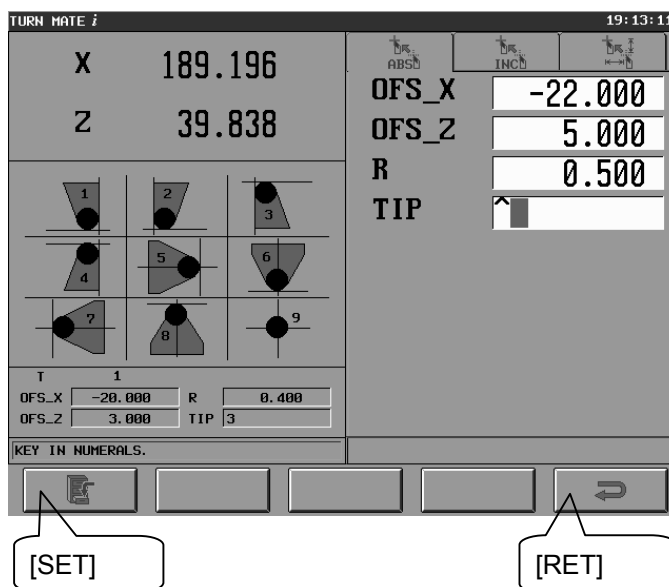 TURN MATE i 19:13:11
X 189.196
Z 39.838
1 2 3
4 5 6
7 8 9
T 1
OFS_X -20.000 R 0.400
OFS_Z 3.000 TIP 3
KEY IN NUMERALS.
ABS INC
OFS_X -22.000
OFS_Z 5.000
R 0.500
TIP ^
[SET] [RET]